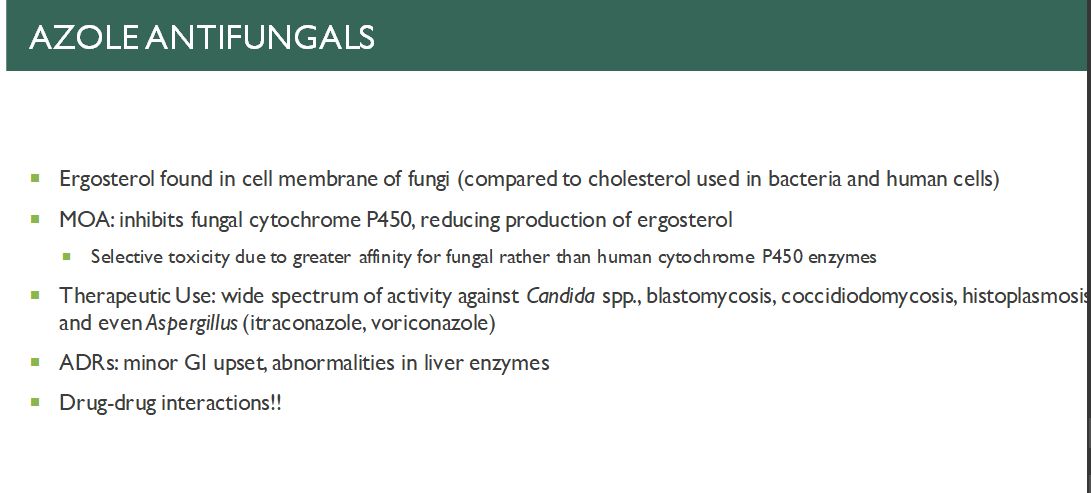 AZOLE ANTIFUNGALS
Ergosterol found in cell membrane of fungi (compared to cholesterol used in bacteria and human cells)
MOA: inhibits fungal cytochrome P450, reducing production of ergosterol
Selective toxicity due to greater affinity for fungal rather than human cytochrome P450 enzymes
Therapeutic Use: wide spectrum of activity against Candida spp., blastomycosis, coccidiodomycosis, histoplasmosis
and even Aspergillus (itraconazole, voriconazole)
ADRs: minor GI upset, abnormalities in liver enzymes
Drug-drug interactions!!